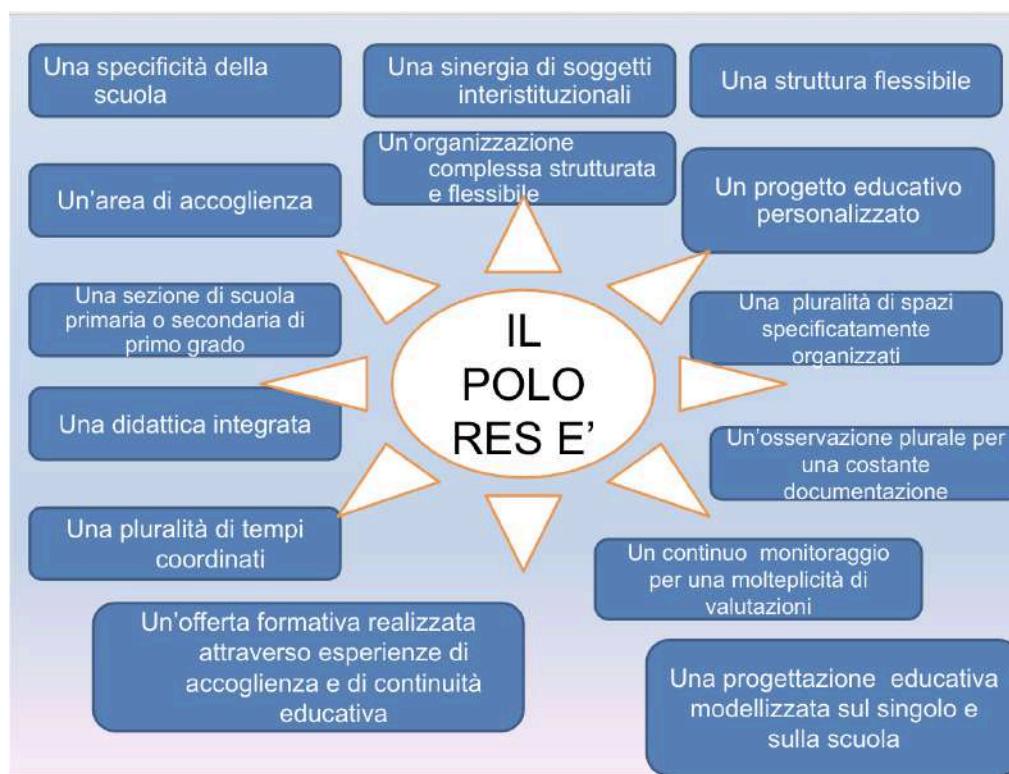 Una specificità della
scuola
Una sinergia di soggetti
interistituzionali
Una struttura flessibile
Un'organizzazione
complessa strutturata
e flessibile
Un'area di accoglienza
Un progetto educativo
personalizzato
Una sezione di scuola
primaria o secondaria di
primo grado
IL
POLO
RES E'
Una pluralità di spazi
specificatamente
organizzati
Una didattica integrata
Un'osservazione plurale per
una costante
documentazione
Una pluralità di tempi
coordinati
Un continuo monitoraggio
per una molteplicità di
valutazioni
Un'offerta formativa realizzata
attraverso esperienze di
accoglienza e di continuità
educativa
Una progettazione educativa
modellizzata sul singolo e
sulla scuola